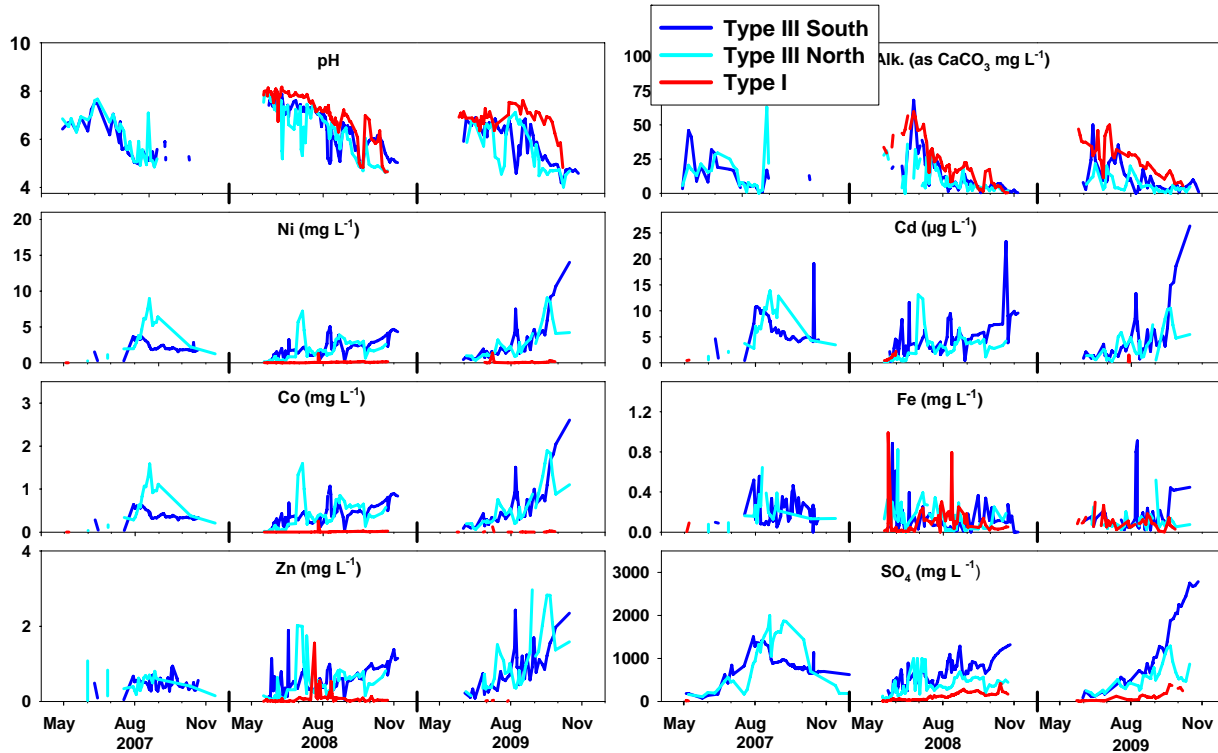 Type III South
Type III North
Type I
10
8
6
4
pH
100
75
50
25
0
Alk. (as CaCO3 mg L-1)
20
15
10
5
0
Ni (mg L-1)
25
20
15
10
5
0
Cd (µg L-1)
3
2
1
0
Co (mg L-1)
1.2
0.8
0.4
0.0
Fe (mg L-1)
4
2
0
Zn (mg L-1)
3000
2000
1000
0
SO4 (mg L-1)
May Aug Nov May Aug Nov May Aug Nov
2007 2008 2009
May Aug Nov May Aug Nov May Aug Nov
2007 2008 2009